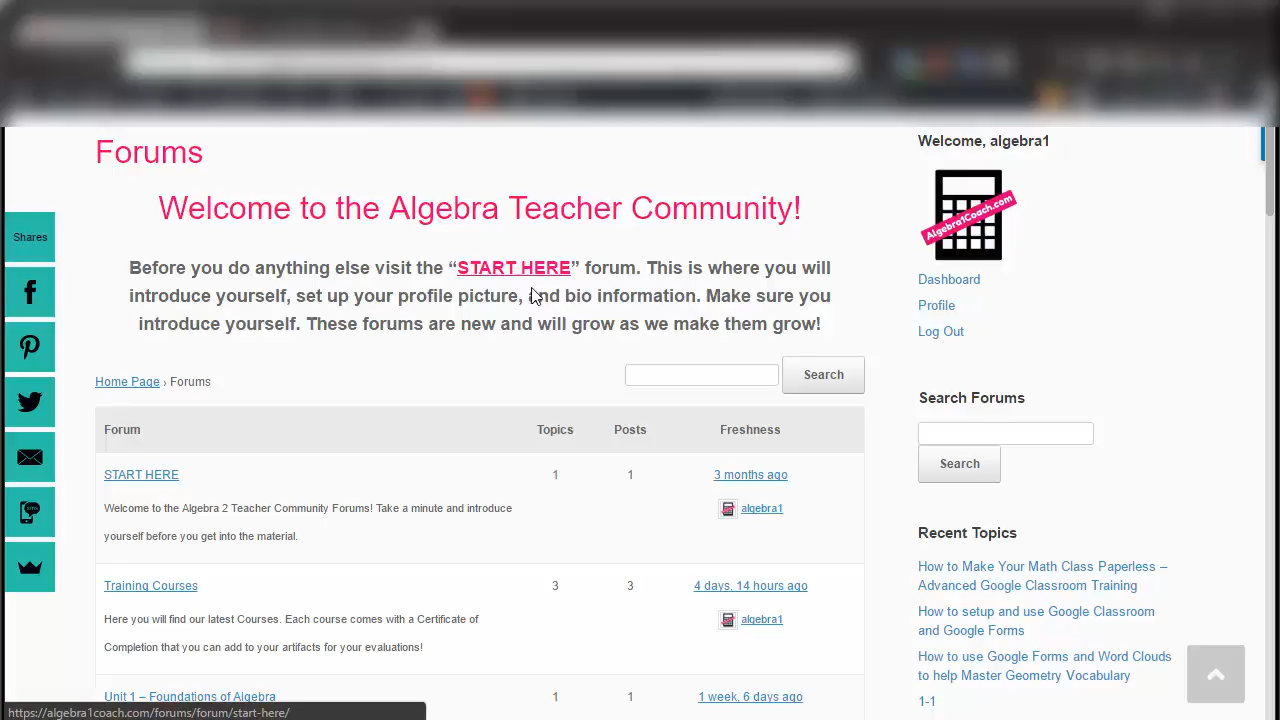 Forums
Welcome to the Algebra Teacher Community!
Before you do anything else visit the “START HERE” forum. This is where you will
introduce yourself, set up your profile picture, and bio information. Make sure you
introduce yourself. These forums are new and will grow as we make them grow!
Home Page › Forums
Search
Forum Topics Posts Freshness
START HERE 1 1 3 months ago
Welcome to the Algebra 2 Teacher Community Forums! Take a minute and introduce
yourself before you get into the material.
algebra1
Training Courses 3 3 4 days, 14 hours ago
Here you will find our latest Courses. Each course comes with a Certificate of
Completion that you can add to your artifacts for your evaluations!
algebra1
Unit 1 – Foundations of Algebra 1 1 1 week, 6 days ago
https://algebra1coach.com/forums/forum/start-here/
Shares
SMS
Welcome, algebra1
Algebra1Coach.com
Dashboard
Profile
Log Out
Search Forums
Search
Recent Topics
How to Make Your Math Class Paperless –
Advanced Google Classroom Training
How to setup and use Google Classroom
and Google Forms
How to use Google Forms and Word Clouds
to help Master Geometry Vocabulary
1-1